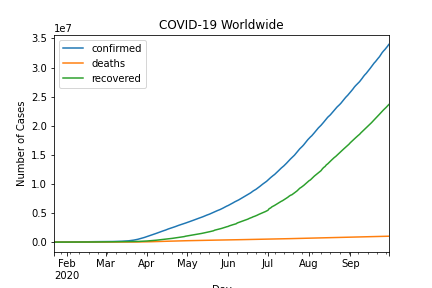 COVID-19 Worldwide
1e7
3.5
3.0
2.5
2.0
1.5
1.0
0.5
0.0
Number of Cases
confirmed
deaths
recovered
Feb Mar Apr May Jun Jul Aug Sep
2020